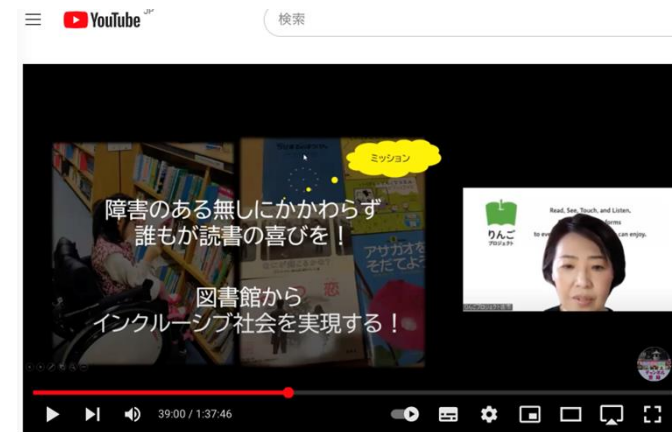 YouTube JP
検索
ミッション
障害のある無しにかかわらず
誰もが読書の喜びを！
図書館から
インクルーシブ社会を実現する！
アサガオを
そだてよう
恋
りんご
プロジェクト
Read, See, Touch, and Listen,
can enjoy.
39:00 / 1:37:46